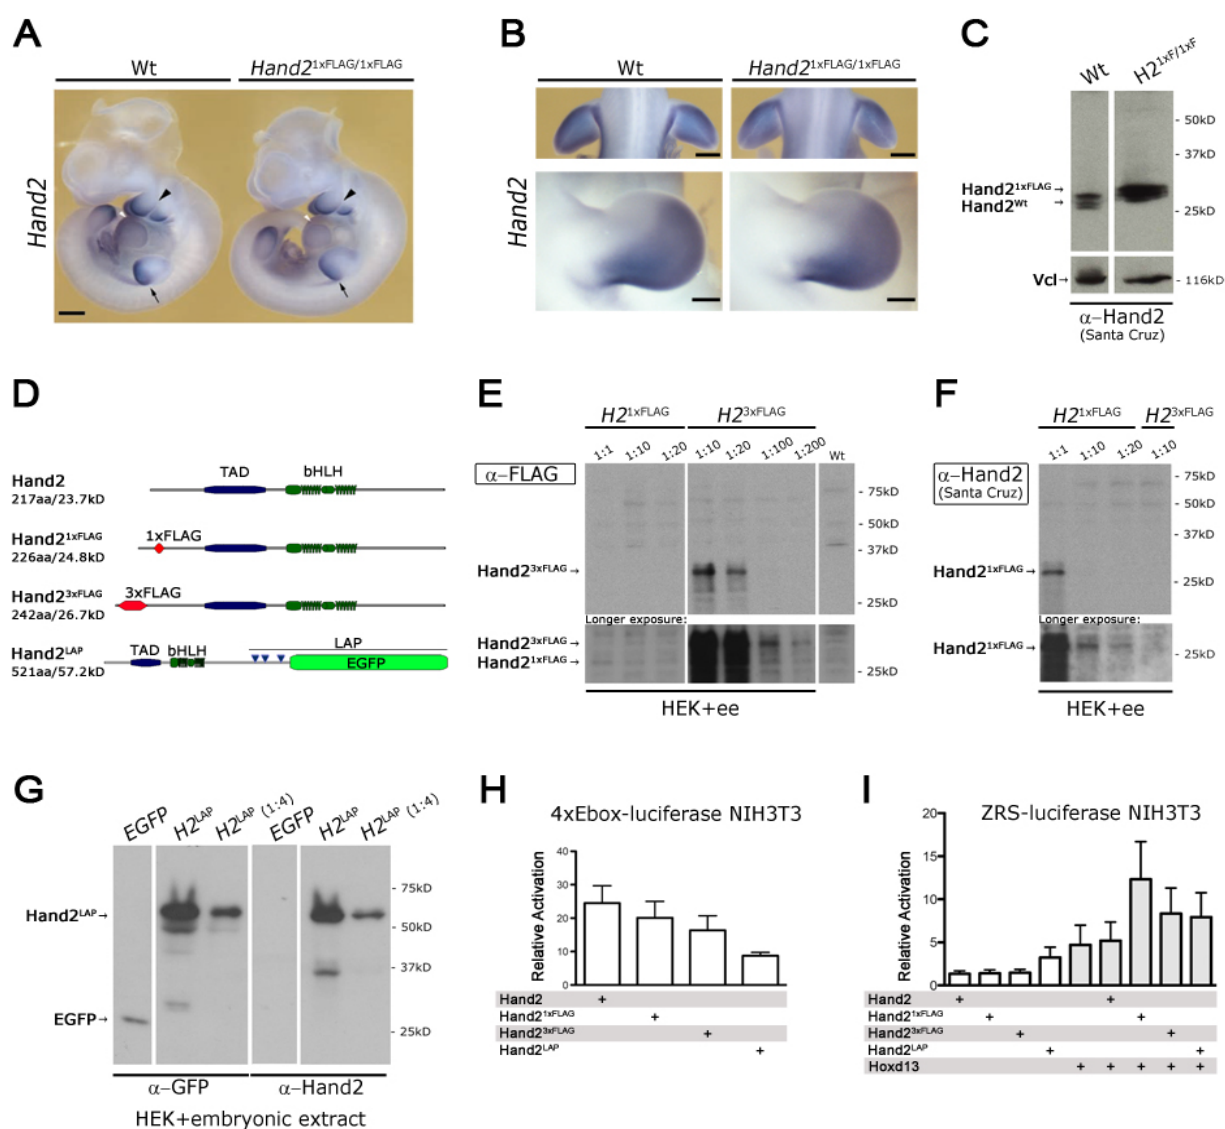 A
Wt
Hand2 1xFLAG/1xFLAG
Hand2
B
Wt
Hand2 1xFLAG/1xFLAG
Hand2
C
Wt
H2 1xF/1xF
- 50kD
- 37kD
Hand2 1xFLAG →
Hand2 Wt →
- 25kD
Vcl→
- 116kD
α–Hand2
(Santa Cruz)
D
TAD
bHLH
Hand2
217aa/23.7kD
1xFLAG
Hand2 1xFLAG
226aa/24.8kD
3xFLAG
Hand2 3xFLAG
242aa/26.7kD
LAP
TAD
bHLH
Hand2 LAP
521aa/57.2kD
EGFP
E
H2 1xFLAG
H2 3xFLAG
1:1 1:10 1:20 1:10 1:20 1:100 1:200 Wt
α–FLAG
- 75kD
- 50kD
- 37kD
Hand2 3xFLAG →
- 25kD
Longer exposure:
Hand2 3xFLAG →
Hand2 1xFLAG →
- 25kD
HEK+ee
F
H2 1xFLAG
H2 3xFLAG
1:1 1:10 1:20 1:10
α–Hand2
(Santa Cruz)
- 75kD
- 50kD
- 37kD
Hand2 1xFLAG →
- 25kD
Longer exposure:
Hand2 1xFLAG →
- 25kD
HEK+ee
G
EGFP H2 LAP H2 LAP (1:4) EGFP H2 LAP H2 LAP (1:4)
- 75kD
Hand2 LAP →
- 50kD
- 37kD
EGFP →
- 25kD
α–GFP
α–Hand2
HEK+embryonic extract
H
4xEbox-luciferase NIH3T3
Relative Activation
40
30
20
10
0
Hand2 +
Hand2 1xFLAG +
Hand2 3xFLAG +
Hand2 LAP +
I
ZRS-luciferase NIH3T3
Relative Activation
20
15
10
5
0
Hand2 + +
Hand2 1xFLAG + +
Hand2 3xFLAG + +
Hand2 LAP + +
Hoxd13 + + + + +